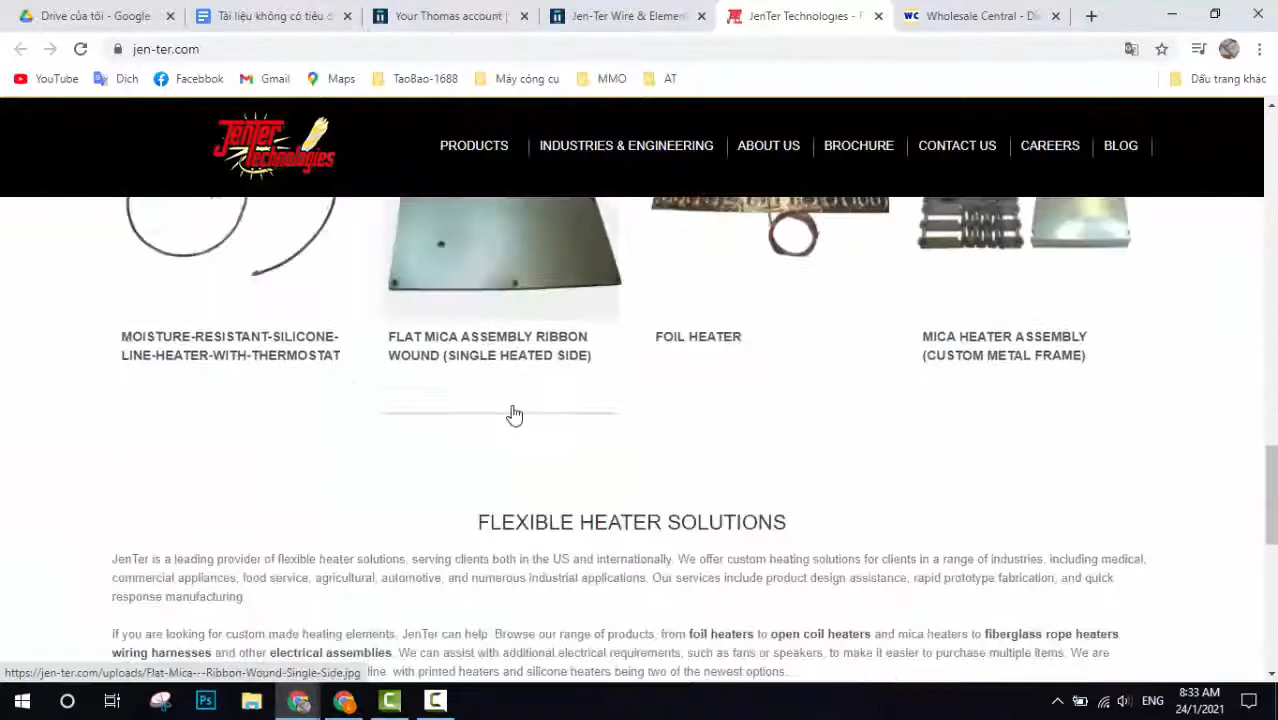 Google Drive
Tài liệu không có tiêu đ
Your Thomas account
Jen-Ter Wire & Elemen
JenTer Technologies - F
Wholesale Central - Di
jen-ter.com
YouTube
Dịch
Facebbok
Gmail
Maps
TaoBao-1688
Máy công cu
MMO
AT
Dấu trang khác
JenTer
Technologies
PRODUCTS
INDUSTRIES & ENGINEERING
ABOUT US
BROCHURE
CONTACT US
CAREERS
BLOG
MOISTURE-RESISTANT-SILICONE-
LINE-HEATER-WITH-THERMOSTAT
FLAT MICA ASSEMBLY RIBBON
WOUND (SINGLE HEATED SIDE)
FOIL HEATER
MICA HEATER ASSEMBLY
(CUSTOM METAL FRAME)
FLEXIBLE HEATER SOLUTIONS
JenTer is a leading provider of flexible heater solutions, serving clients both in the US and internationally. We offer custom heating solutions for clients in a range of industries, including medical,
commercial appliances, food service, agricultural, automotive, and numerous industrial applications. Our services include product design assistance, rapid prototype fabrication, and quick
response manufacturing
If you are looking for custom made heating elements, JenTer can help. Browse our range of products, from foil heaters to open coil heaters and mica heaters to fiberglass rope heaters
wiring harnesses and other electrical assemblies. We can assist with additional electrical requirements, such as fans or speakers, to make it easier to purchase multiple items. We are
line, with printed heaters and silicone heaters being two of the newest options.
https://jen-ter.com/uploads/Flat-Mica---Ribbon-Wound-Single-Side.jpg
Ps
ENG
8:33 AM
24/1/2021